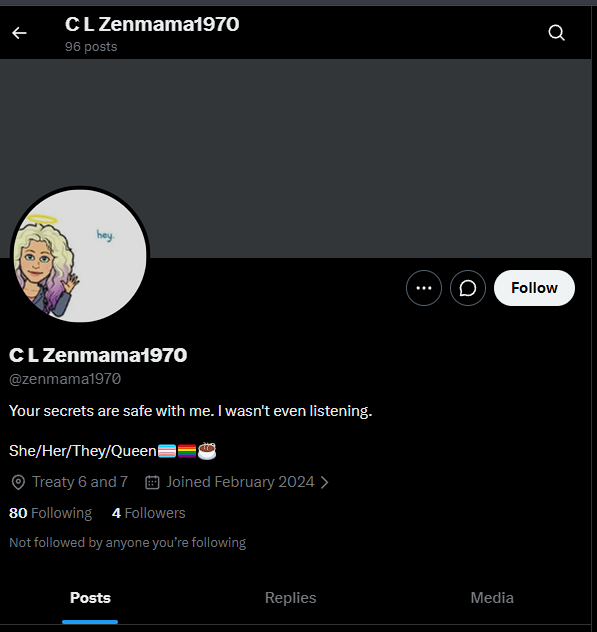 C L Zenmama1970
96 posts
hey.
Follow
C L Zenmama1970
@zenmama1970
Your secrets are safe with me. I wasn't even listening.
She/Her/They/Queen🏳️‍⚧️🏳️‍🌈☕
Treaty 6 and 7 Joined February 2024
80 Following 4 Followers
Not followed by anyone you're following
Posts Replies Media